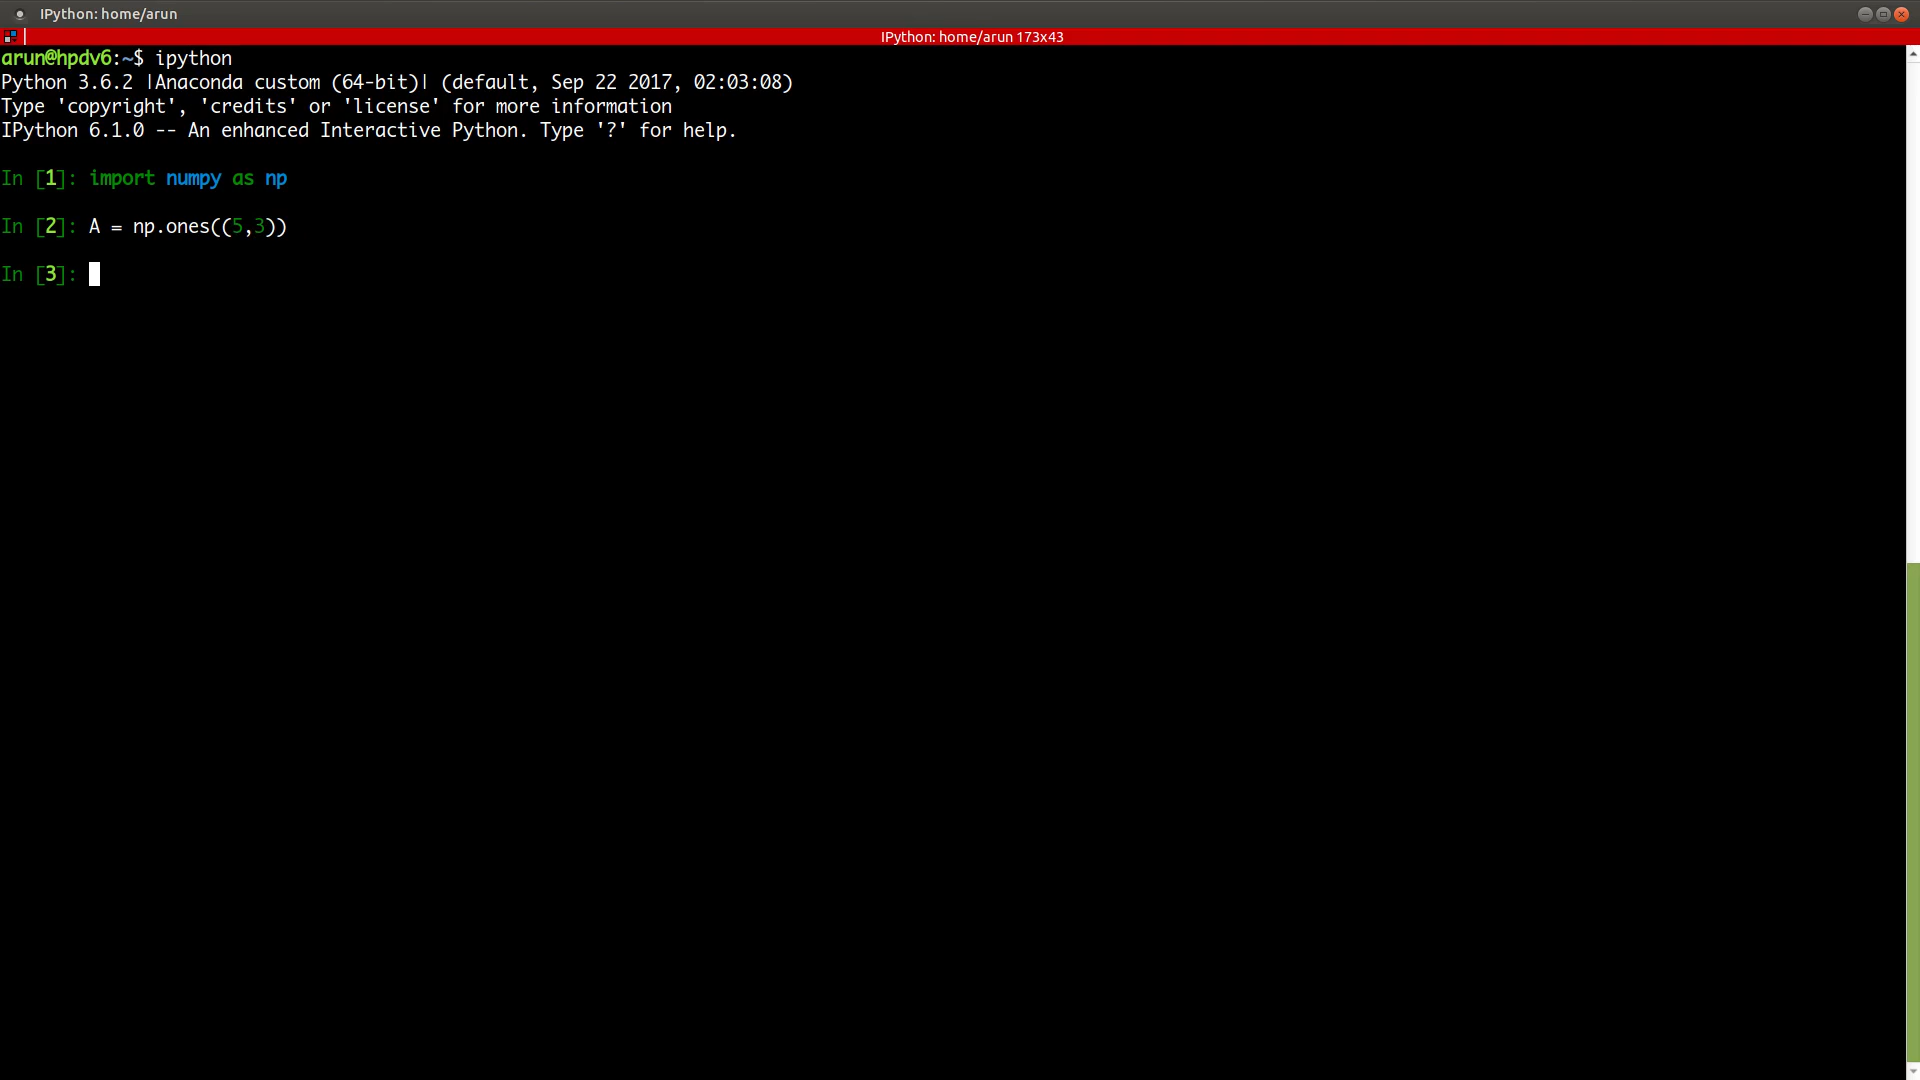 IPython: home/arun
IPython: home/arun 173x43
arun@hpdv6:~$ ipython
Python 3.6.2 |Anaconda custom (64-bit)| (default, Sep 22 2017, 02:03:08)
Type 'copyright', 'credits' or 'license' for more information
IPython 6.1.0 -- An enhanced Interactive Python. Type '?' for help.
In [1]: import numpy as np
In [2]: A = np.ones((5,3))
In [3]: